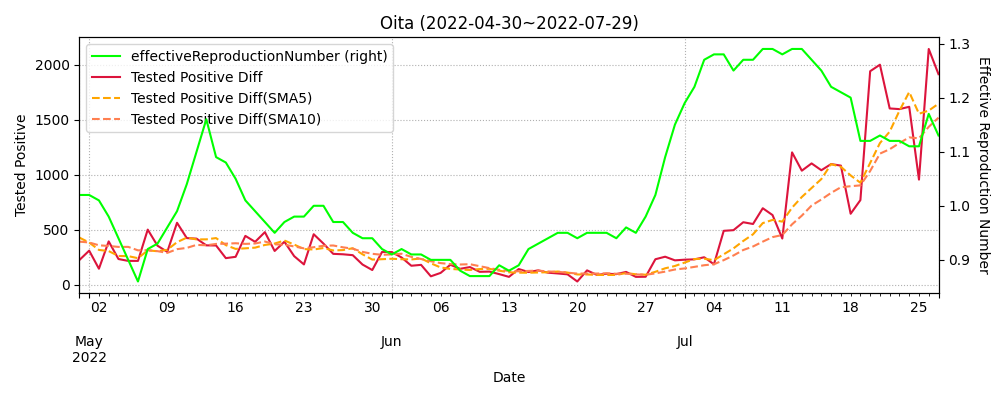 Oita (2022-04-30~2022-07-29)
effectiveReproductionNumber (right)
Tested Positive Diff
Tested Positive Diff(SMA5)
Tested Positive Diff(SMA10)
Tested Positive
2000
1500
1000
500
0
1.3
1.2
1.1
1.0
0.9
Effective Reproduction Number
02 09 16 23 30 06 13 20 27 04 11 18 25
May Jun Jul
2022
Date